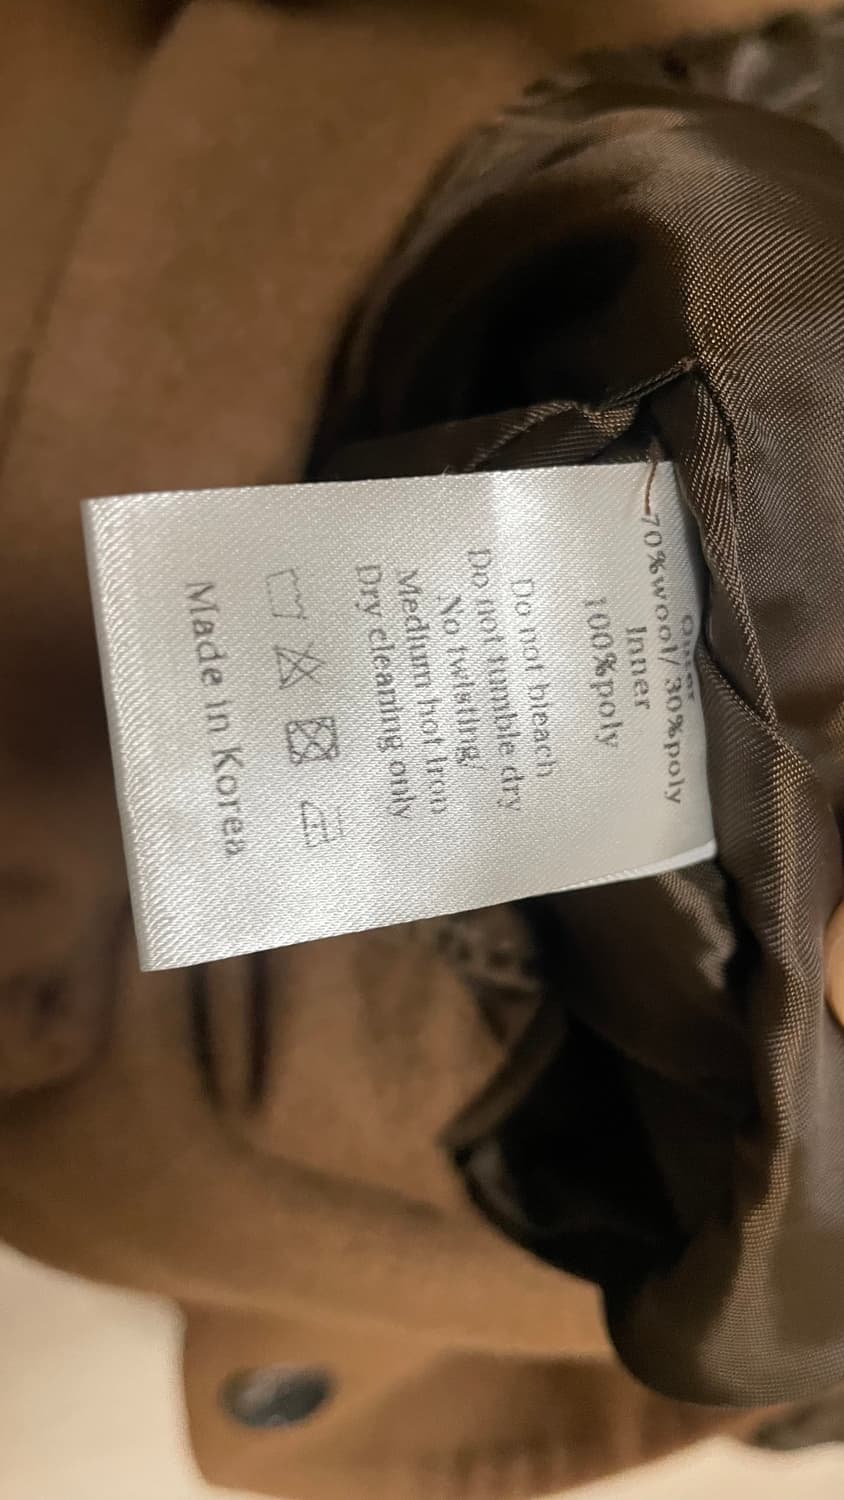 Outer
70%wool/ 30%poly
Inner
100%poly
Do not bleach
Do not tumble dry
No twisting/
Medium hot Iron
Dry cleaning only
Made in Korea